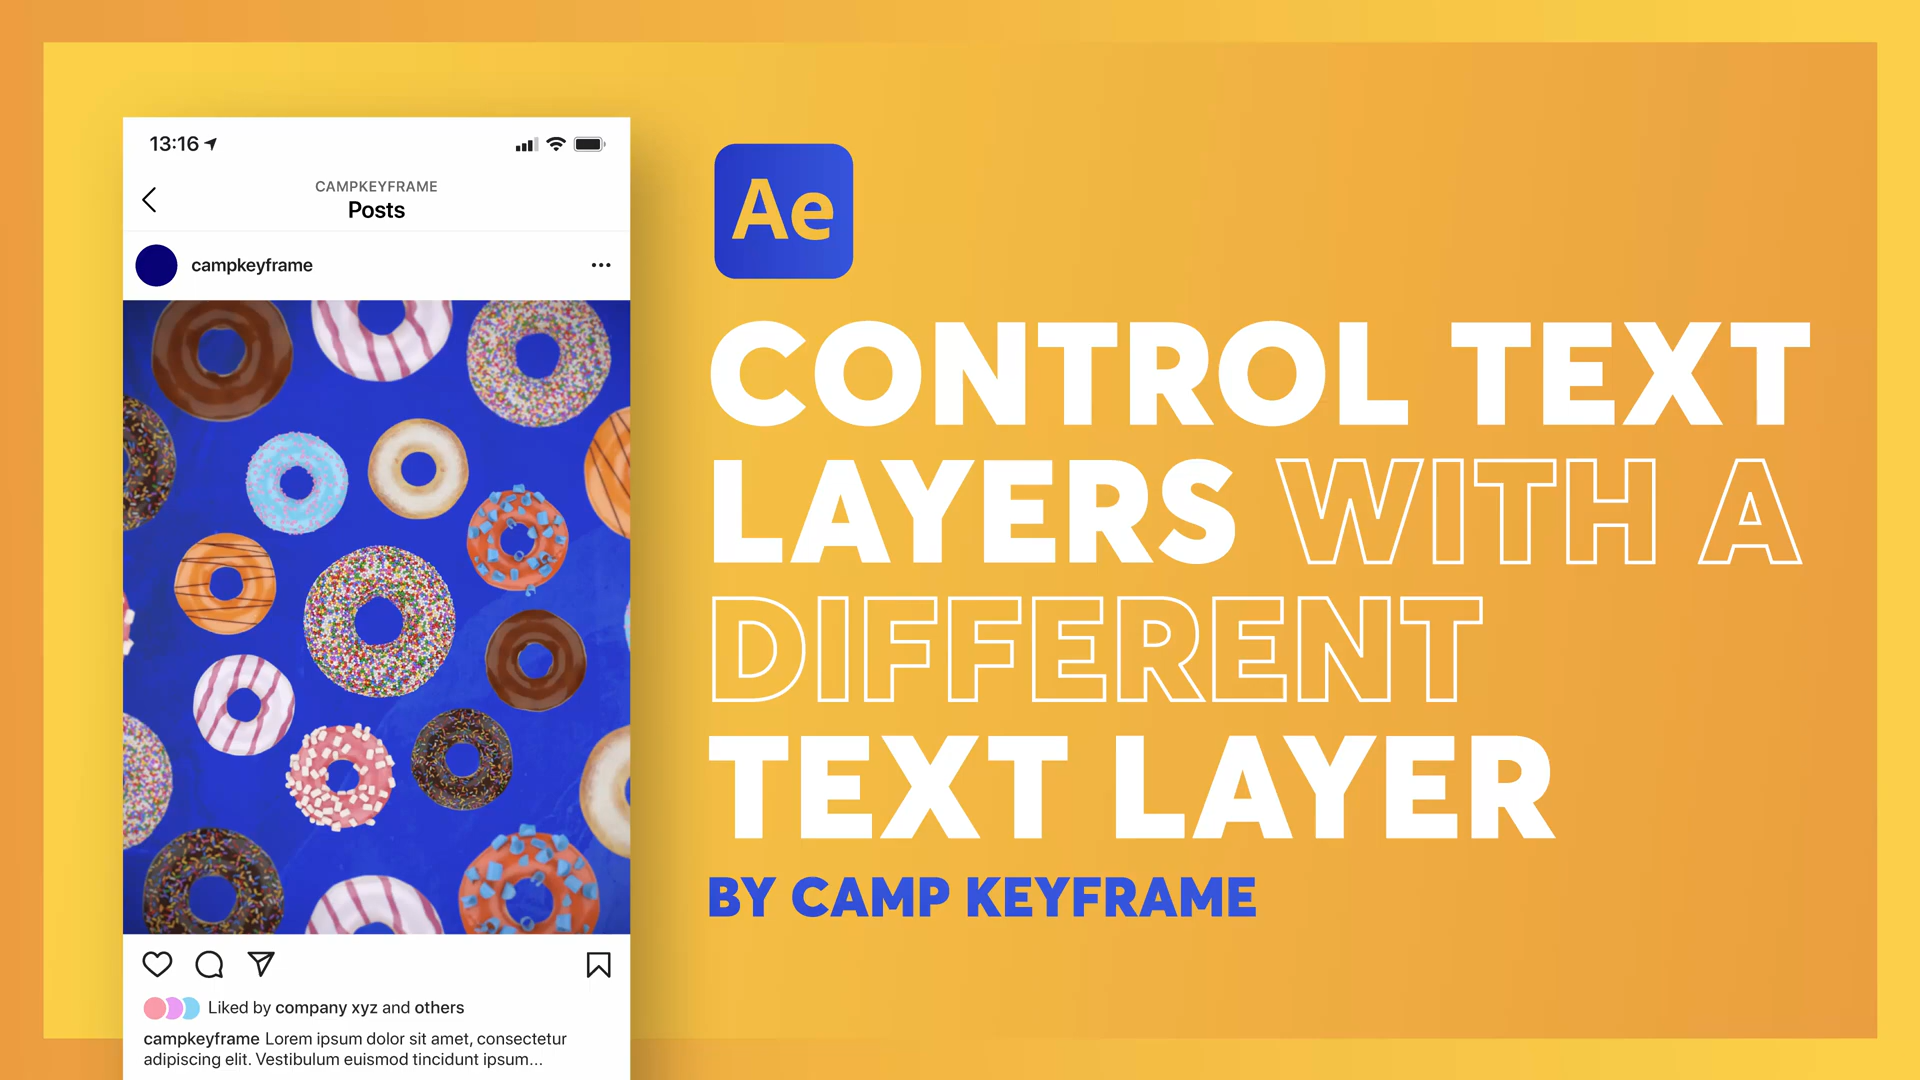 13:16
CAMPKEYFRAME
Posts
campkeyframe
Liked by company xyz and others
campkeyframe Lorem ipsum dolor sit amet, consectetur
adipiscing elit. Vestibulum euismod tincidunt ipsum...
Ae
CONTROL TEXT
LAYERS WITH A
DIFFERENT
TEXT LAYER
BY CAMP KEYFRAME